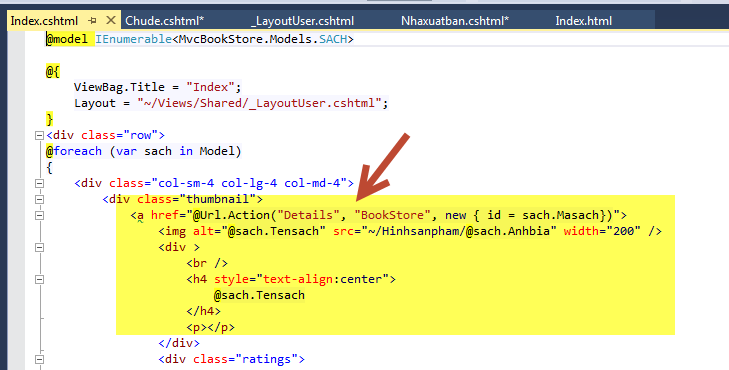 Index.cshtml Chude.cshtml* _LayoutUser.cshtml Nhaxuatban.cshtml* Index.html
@model IEnumerable<MvcBookStore.Models.SACH>
@{
ViewBag.Title = "Index";
Layout = "~/Views/Shared/_LayoutUser.cshtml";
}
<div class="row">
@foreach (var sach in Model)
{
<div class="col-sm-4 col-lg-4 col-md-4">
<div class="thumbnail">
<a href="@Url.Action("Details", "BookStore", new { id = sach.Masach})">
<img alt="@sach.Tensach" src="~/Hinhsanpham/@sach.Anhbia" width="200" />
<div >
<br />
<h4 style="text-align:center">
@sach.Tensach
</h4>
<p></p>
</div>
<div class="ratings">